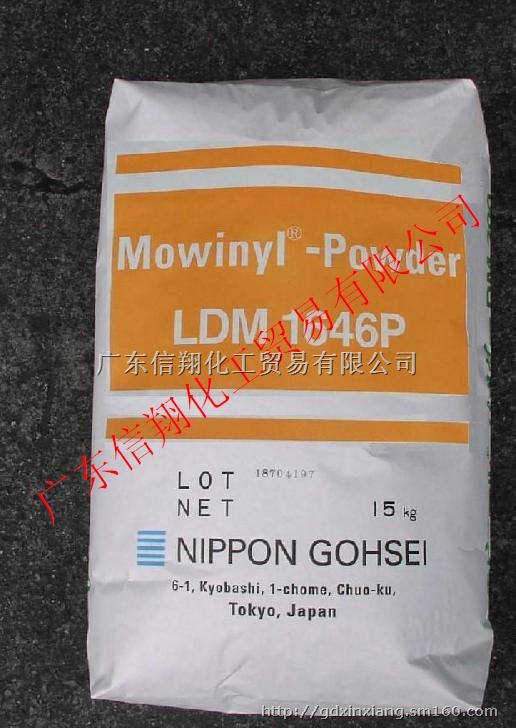 Mowinyl®-Powder
LDM 1646P
广东信翔化工贸易有限公司
广东信翔化工贸易有限公司
LOT 18704197
NET 15 kg
NIPPON GOHSEI
6-1, Kyobashi, 1-chome, Chuo-ku,
Tokyo, Japan
http://gdxinxiang.sm160.com